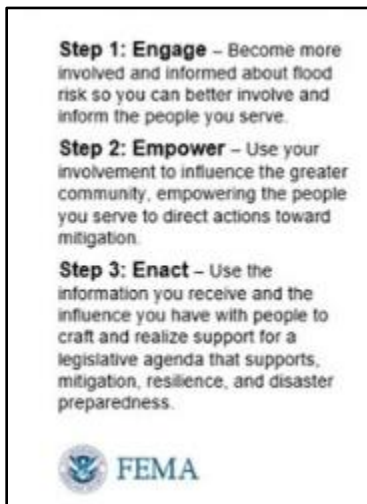 Step 1: Engage – Become more
involved and informed about flood
risk so you can better involve and
inform the people you serve.
Step 2: Empower – Use your
involvement to influence the greater
community, empowering the people
you serve to direct actions toward
mitigation.
Step 3: Enact – Use the
information you receive and the
influence you have with people to
craft and realize support for a
legislative agenda that supports,
mitigation, resilience, and disaster
preparedness.
FEMA